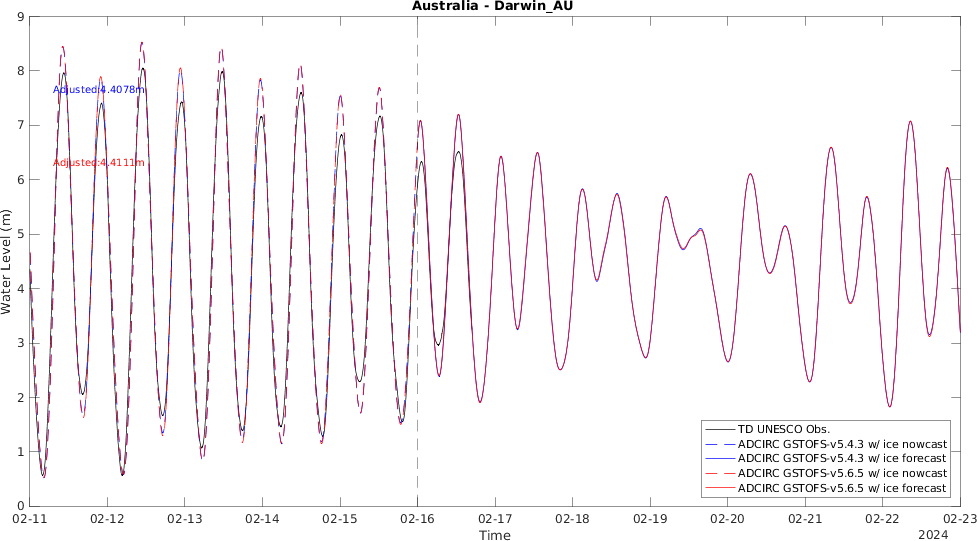 Australia - Darwin_AU
9
8
Adjusted:4.4078m
7
Adjusted:4.4111m
6
5
Water Level (m)
4
3
2
TD UNESCO Obs.
ADCIRC GSTOFS-v5.4.3 w/ ice nowcast
ADCIRC GSTOFS-v5.4.3 w/ ice forecast
ADCIRC GSTOFS-v5.6.5 w/ ice nowcast
ADCIRC GSTOFS-v5.6.5 w/ ice forecast
1
0
02-11 02-12 02-13 02-14 02-15 02-16 02-17 02-18 02-19 02-20 02-21 02-22 02-23
Time
2024